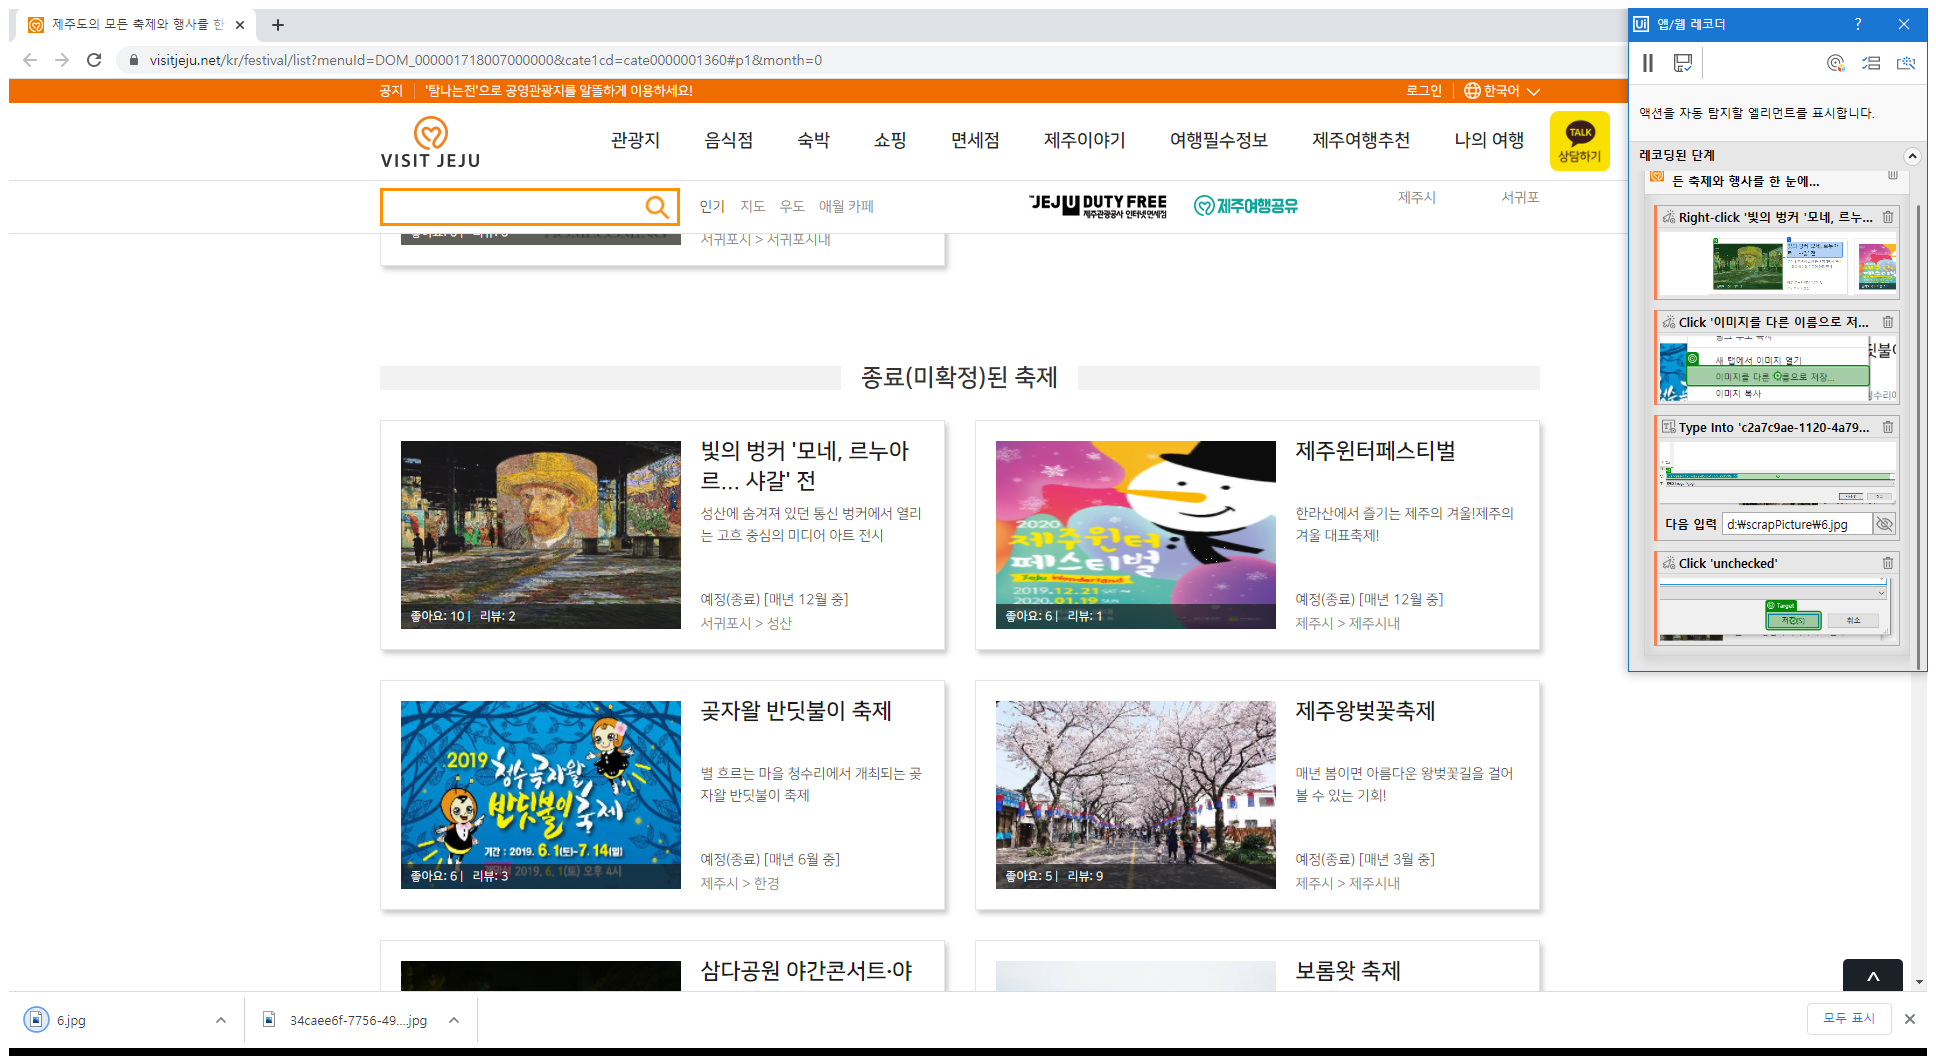 제주도의 모든 축제와 행사를 한
visitjeju.net/kr/festival/list?menuId=DOM_000001718007000000&cate1cd=cate0000001360#p1&month=0
공지 '탐나는전'으로 공영관광지를 알뜰하게 이용하세요!
로그인 한국어
VISIT JEJU
관광지 음식점 숙박 쇼핑 면세점 제주이야기 여행필수정보 제주여행추천 나의 여행
TALK
상담하기
인기 지도 우도 애월 카페
JEJU DUTY FREE
제주관광공사 인터넷면세점
제주여행공유
제주시 서귀포
서귀포시 > 서귀포시내
종료(미확정)된 축제
빛의 벙커 '모네, 르누아
르... 샤갈' 전
성산에 숨겨져 있던 통신 벙커에서 열리
는 고흐 중심의 미디어 아트 전시
예정(종료) [매년 12월 중]
서귀포시 > 성산
좋아요: 10 | 리뷰: 2
제주윈터페스티벌
한라산에서 즐기는 제주의 겨울!제주의
겨울 대표축제!
예정(종료) [매년 12월 중]
제주시 > 제주시내
2020
제주윈터
페스티벌
Jeju Wonderland
2019.12.21 SAT
2020.01.19 SUN
좋아요: 6 | 리뷰: 1
곶자왈 반딧불이 축제
별 흐르는 마을 청수리에서 개최되는 곶
자왈 반딧불이 축제
예정(종료) [매년 6월 중]
제주시 > 한경
2019 청수 곶자왈
반딧불이 축제
기간 : 2019. 6. 1(토)-7. 14(일)
2019. 6. 1(토) 오후 4시
좋아요: 6 | 리뷰: 3
제주왕벚꽃축제
매년 봄이면 아름다운 왕벚꽃길을 걸어
볼 수 있는 기회!
예정(종료) [매년 3월 중]
제주시 > 제주시내
좋아요: 5 | 리뷰: 9
삼다공원 야간콘서트·야
보롬왓 축제
6.jpg
34caee6f-7756-49....jpg
모두 표시
Ui 앱/웹 레코더 ?
액션을 자동 탐지할 엘리먼트를 표시합니다.
레코딩된 단계
든 축제와 행사를 한 눈에...
Right-click '빛의 벙커 '모네, 르누...
Click '이미지를 다른 이름으로 저...
새 탭에서 이미지 열기
이미지를 다른 이름으로 저장...
이미지 복사
Type Into 'c2a7c9ae-1120-4a79...
다음 입력 d:₩scrapPicture₩6.jpg
Click 'unchecked'
Target
저장(S) 취소